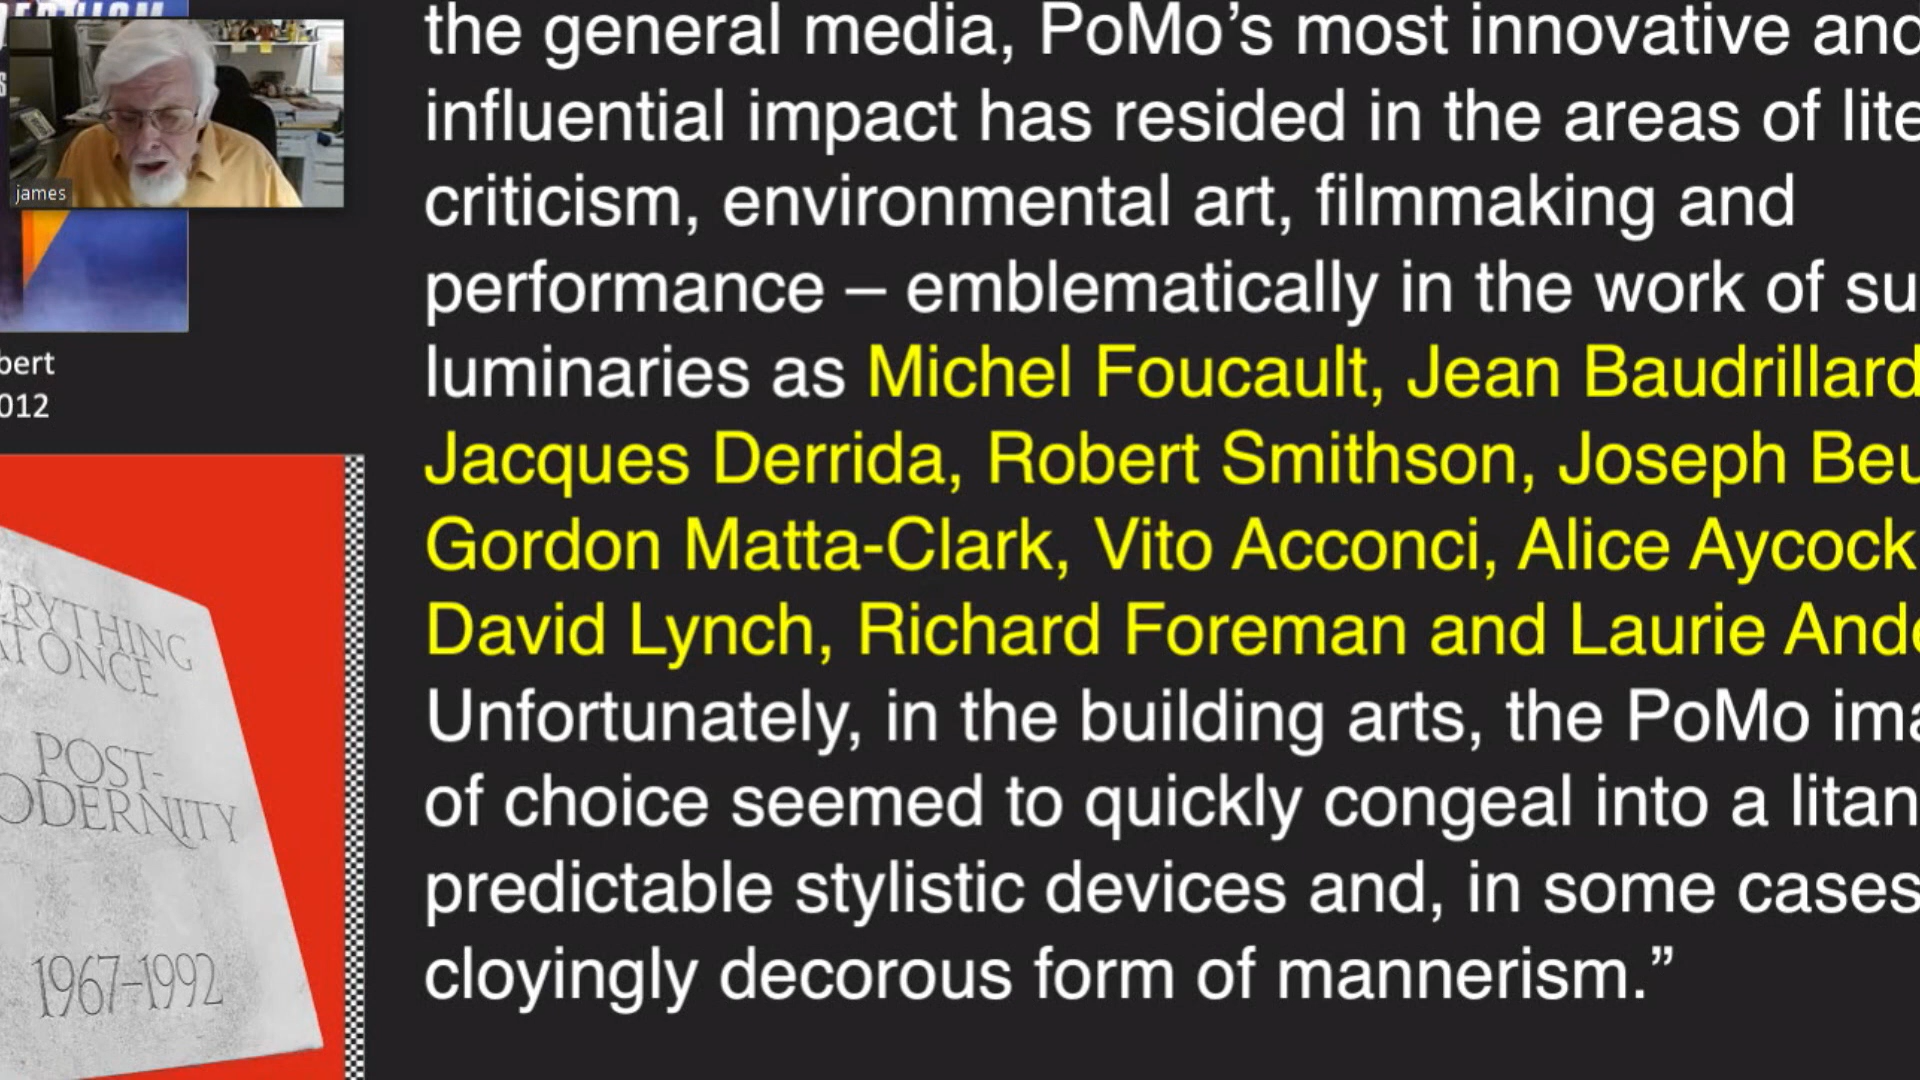 james
bert
012
ERYTHING
AT ONCE
POST-
ODERNITY
1967–1992
the general media, PoMo’s most innovative and
influential impact has resided in the areas of lite
criticism, environmental art, filmmaking and
performance – emblematically in the work of su
luminaries as Michel Foucault, Jean Baudrillard
Jacques Derrida, Robert Smithson, Joseph Beu
Gordon Matta-Clark, Vito Acconci, Alice Aycock
David Lynch, Richard Foreman and Laurie Ande
Unfortunately, in the building arts, the PoMo ima
of choice seemed to quickly congeal into a litan
predictable stylistic devices and, in some cases
cloyingly decorous form of mannerism.”